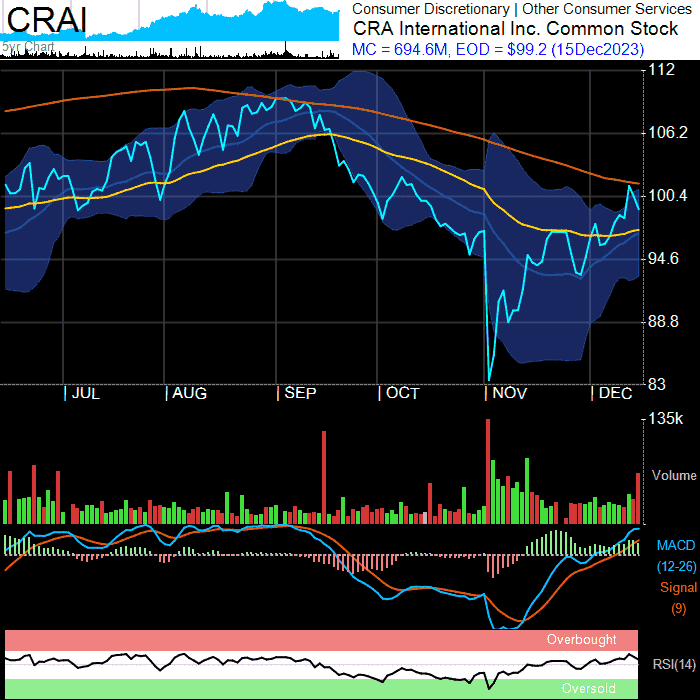 CRAI
5yr Chart
Consumer Discretionary | Other Consumer Services
CRA International Inc. Common Stock
MC = 694.6M, EOD = $99.2 (15Dec2023)
112
106.2
100.4
94.6
88.8
83
| JUL | AUG | SEP | OCT | NOV | DEC
135k
Volume
MACD
(12-26)
Signal
(9)
Overbought
RSI(14)
Oversold